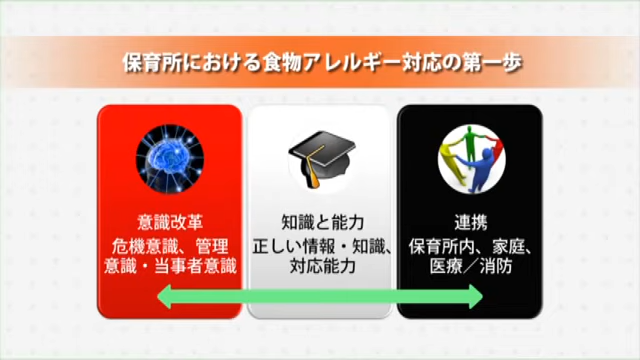 保育所における食物アレルギー対応の第一歩
意識改革
危機意識、管理
意識・当事者意識
知識と能力
正しい情報・知識、
対応能力
連携
保育所内、家庭、
医療／消防